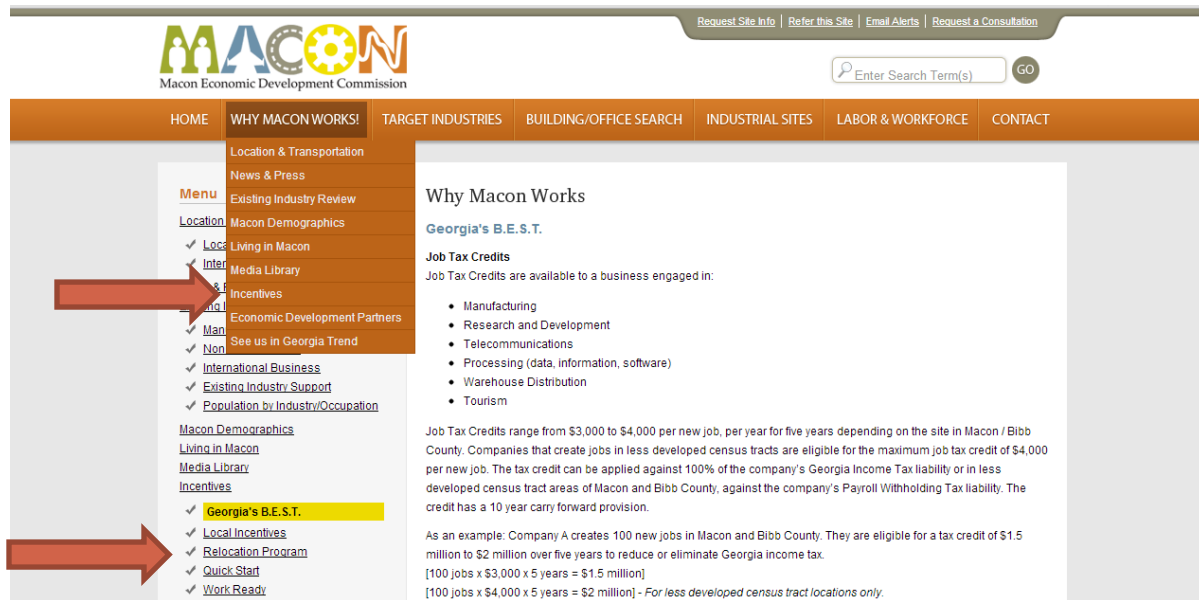 Request Site Info | Refer this Site | Email Alerts | Request a Consultation
MACON
Macon Economic Development Commission
Enter Search Term(s) GO
HOME WHY MACON WORKS! TARGET INDUSTRIES BUILDING/OFFICE SEARCH INDUSTRIAL SITES LABOR & WORKFORCE CONTACT
Location & Transportation
News & Press
Existing Industry Review
Macon Demographics
Living in Macon
Media Library
Incentives
Economic Development Partners
See us in Georgia Trend
Menu
Location
International Business
Existing Industry Support
Population by Industry/Occupation
Macon Demographics
Living in Macon
Media Library
Incentives
Georgia's B.E.S.T.
Local Incentives
Relocation Program
Quick Start
Work Ready
Why Macon Works
Georgia's B.E.S.T.
Job Tax Credits
Job Tax Credits are available to a business engaged in:
• Manufacturing
• Research and Development
• Telecommunications
• Processing (data, information, software)
• Warehouse Distribution
• Tourism
Job Tax Credits range from $3,000 to $4,000 per new job, per year for five years depending on the site in Macon / Bibb
County. Companies that create jobs in less developed census tracts are eligible for the maximum job tax credit of $4,000
per new job. The tax credit can be applied against 100% of the company's Georgia Income Tax liability or in less
developed census tract areas of Macon and Bibb County, against the company's Payroll Withholding Tax liability. The
credit has a 10 year carry forward provision.
As an example: Company A creates 100 new jobs in Macon and Bibb County. They are eligible for a tax credit of $1.5
million to $2 million over five years to reduce or eliminate Georgia income tax.
[100 jobs x $3,000 x 5 years = $1.5 million]
[100 jobs x $4,000 x 5 years = $2 million] - For less developed census tract locations only.